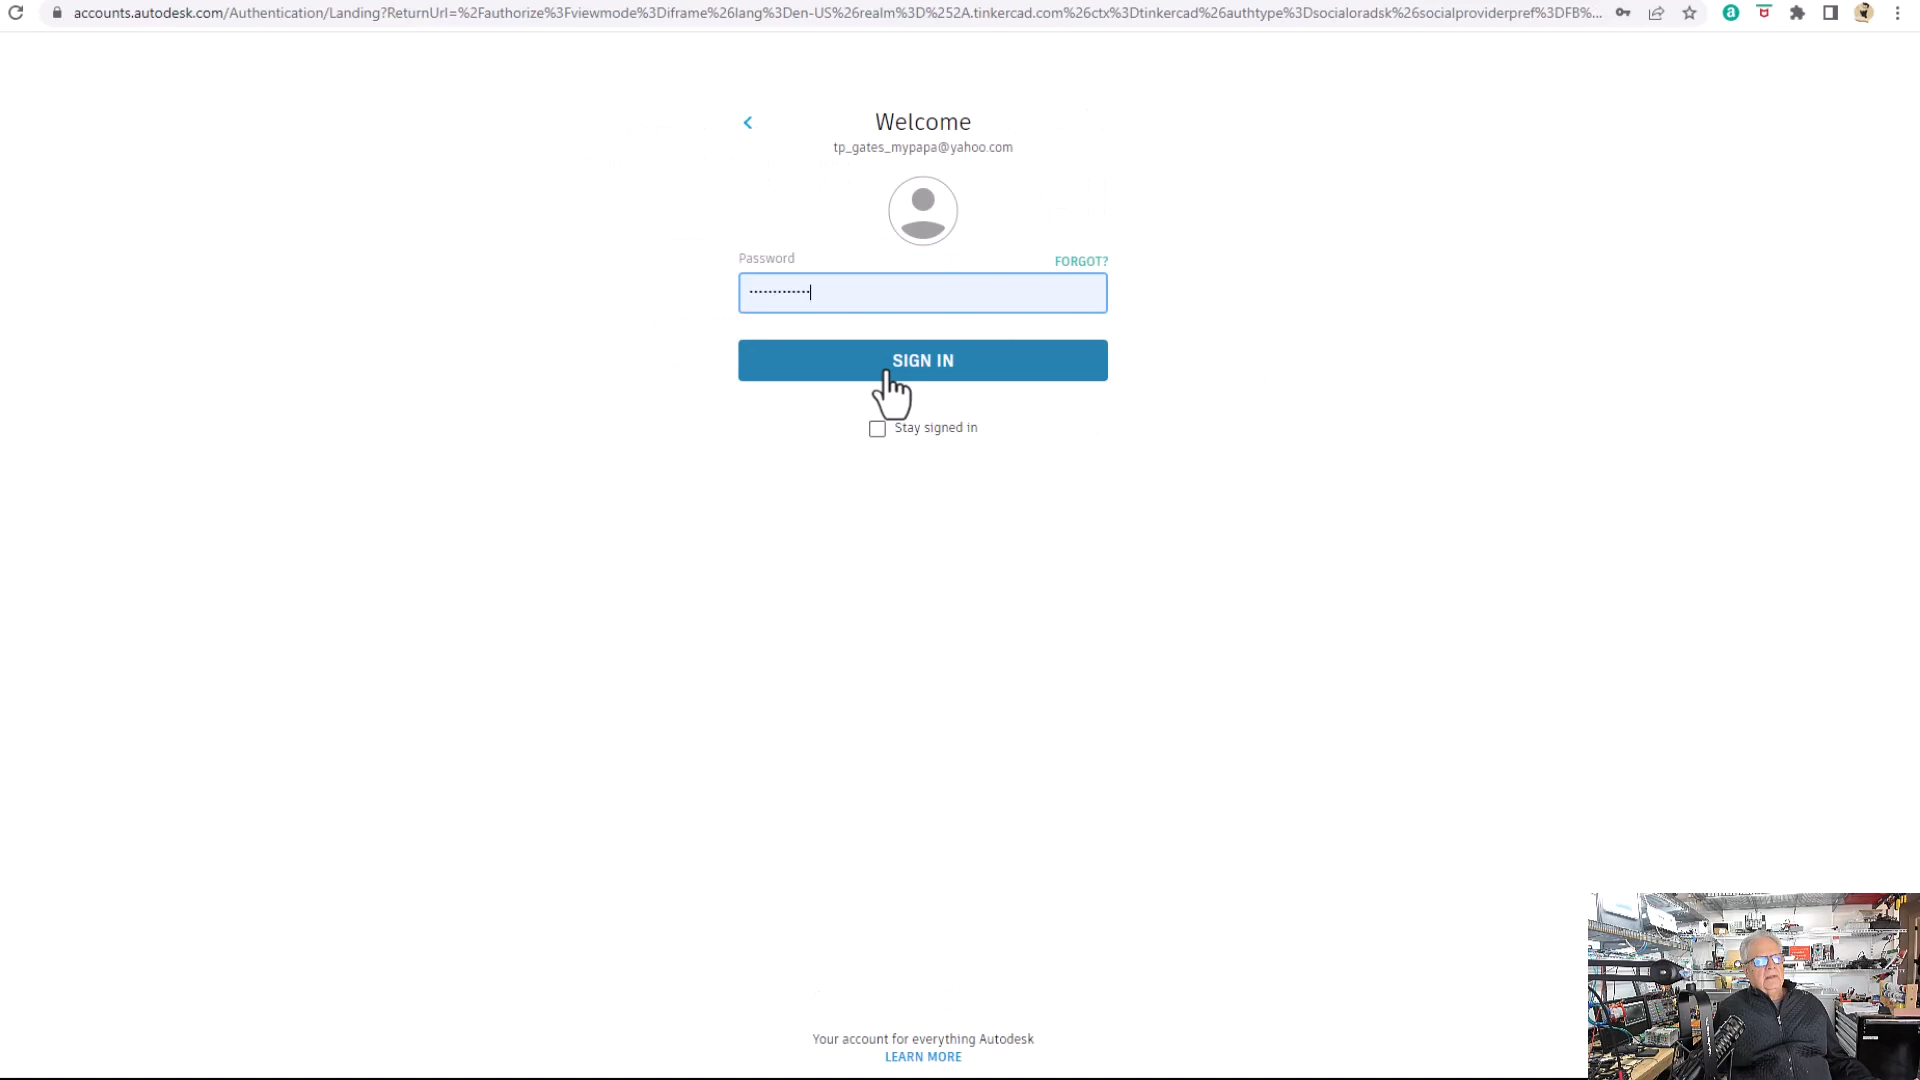 accounts.autodesk.com/Authentication/Landing?ReturnUrl=%2Fauthorize%3Fviewmode%3Diframe%26lang%3Den-US%26realm%3D%252A.tinkercad.com%26ctx%3Dtinkercad%26authtype%3Dsocialoradsk%26socialproviderpref%3DFB%...
Welcome
tp_gates_mypapa@yahoo.com
Password
FORGOT?
SIGN IN
Stay signed in
Your account for everything Autodesk
LEARN MORE